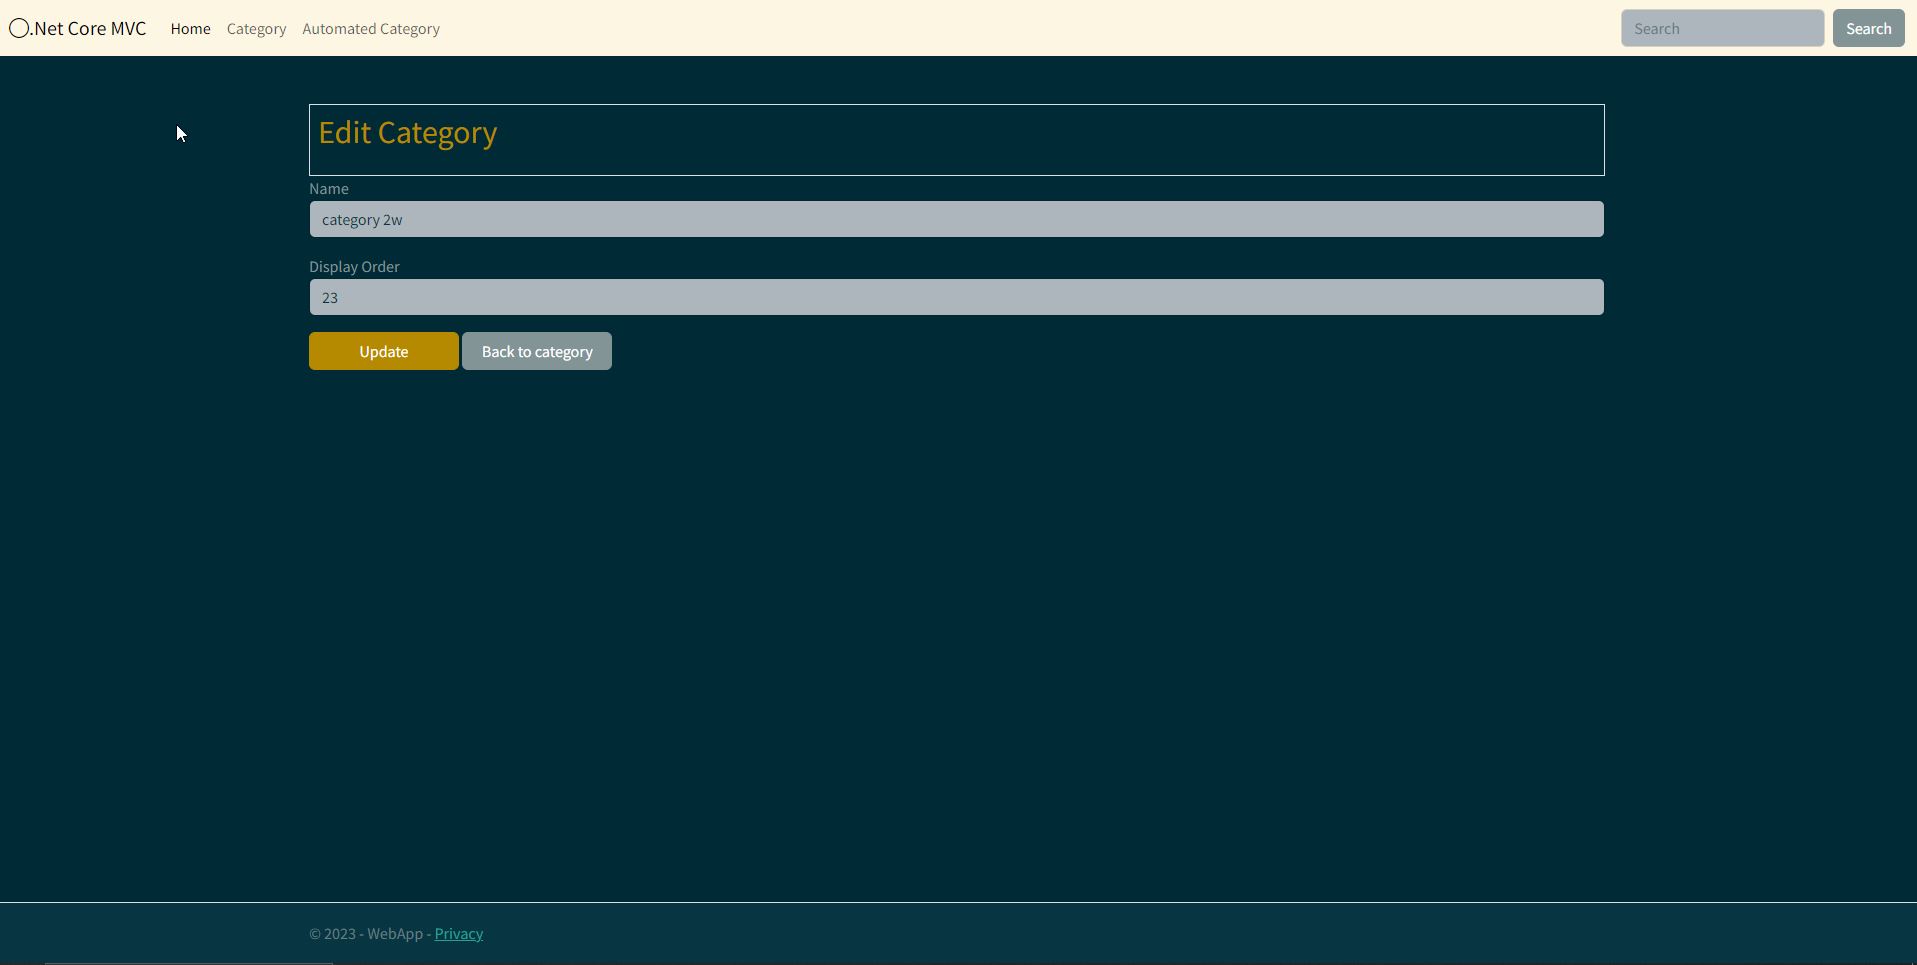 .Net Core MVC Home Category Automated Category Search Search
Edit Category
Name
category 2w
Display Order
23
Update Back to category
© 2023 - WebApp - Privacy